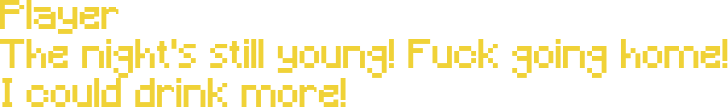 Player
The night's still young! Fuck going home!
I could drink more!